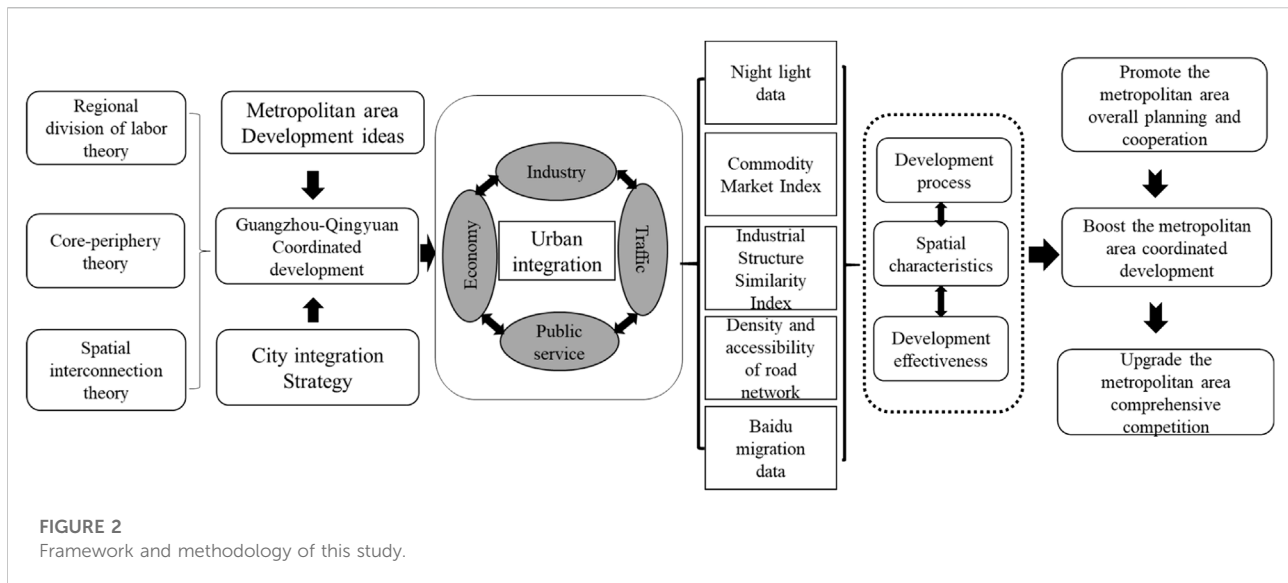 Regional
division of labor
theory
Core-periphery
theory
Spatial
interconnection
theory
Metropolitan area
Development ideas
Guangzhou-Qingyuan
Coordinated
development
City integration
Strategy
Industry
Economy
Urban
integration
Traffic
Public
service
Night light
data
Commodity
Market Index
Industrial
Structure
Similarity
Index
Density and
accessibility
of road
network
Baidu
migration
data
Development
process
Spatial
characteristics
Development
effectiveness
Promote the
metropolitan area
overall planning and
cooperation
Boost the metropolitan
area coordinated
development
Upgrade the
metropolitan area
comprehensive
competition
FIGURE 2
Framework and methodology of this study.